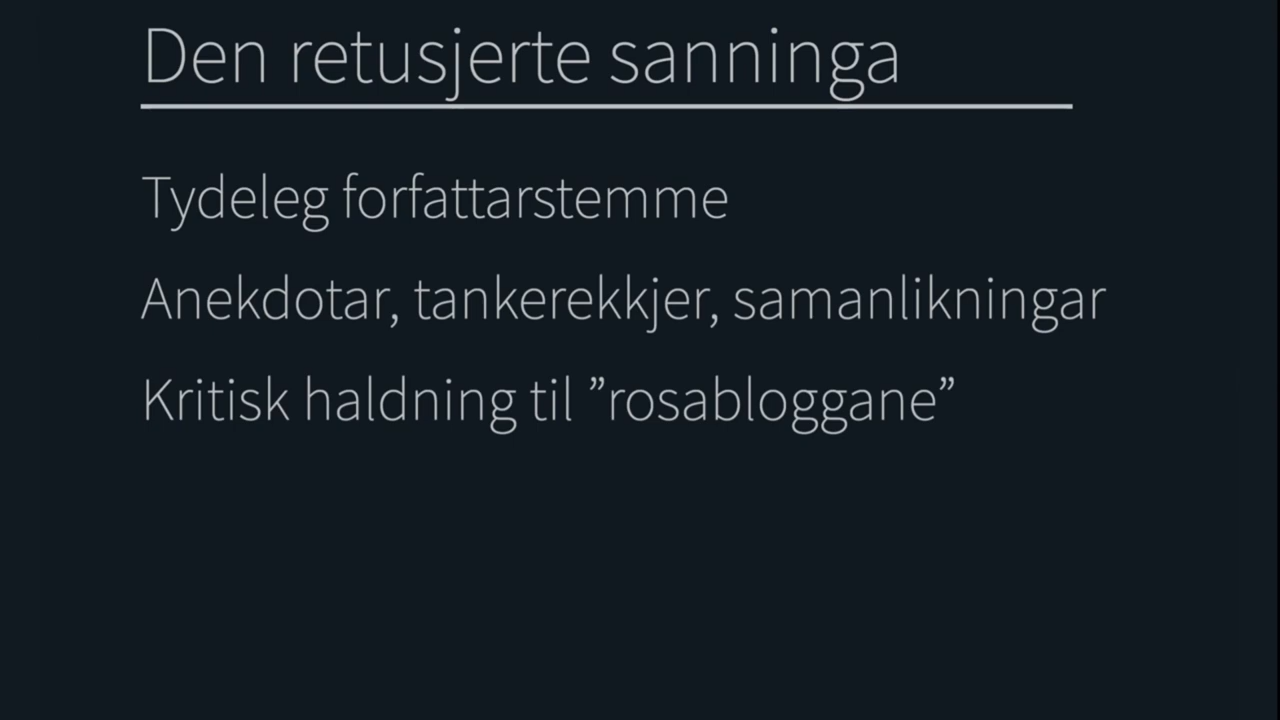 Den retusjerte sanninga
Tydeleg forfattarstemme
Anekdotar, tankerekkjer, samanlikningar
Kritisk haldning til ”rosabloggane”